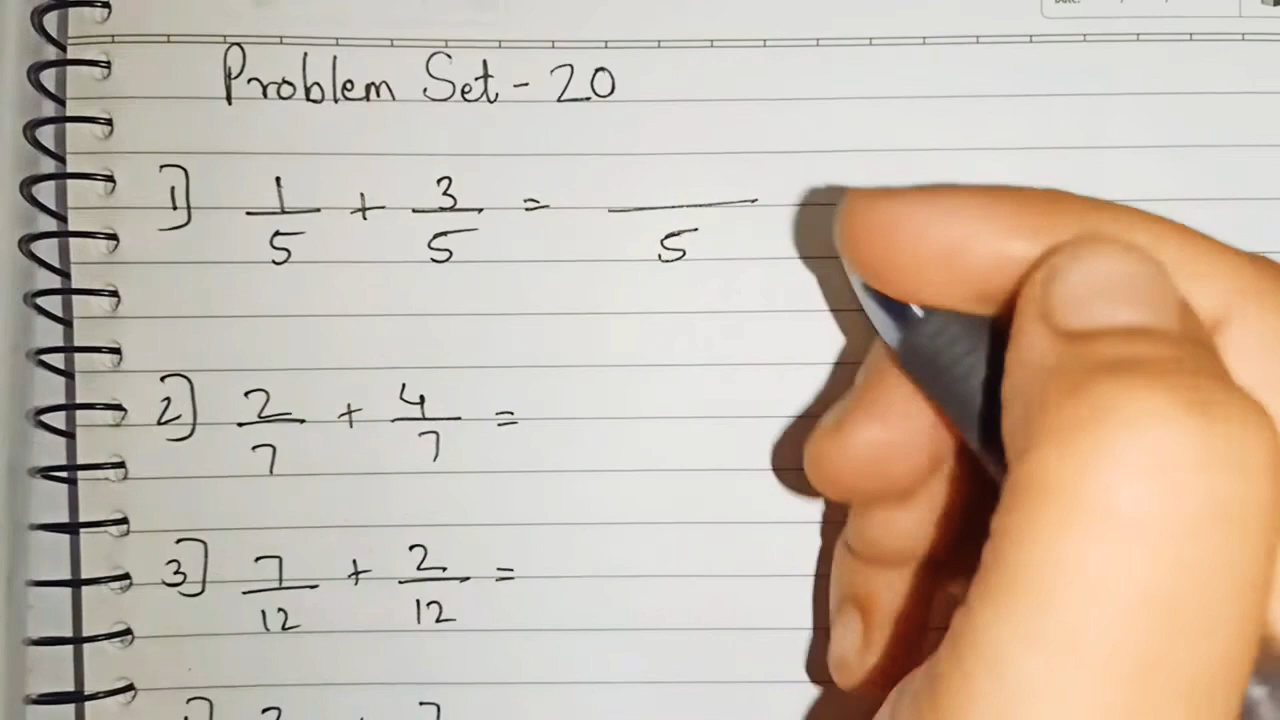 Problem Set - 20
1] 1/5 + 3/5 = /5
2] 2/7 + 4/7 =
3] 7/12 + 2/12 =